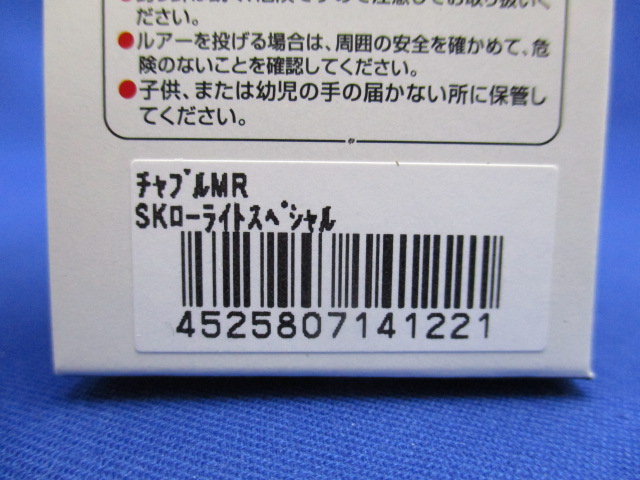 ださい。
●ルアーを投げる場合は、周囲の安全を確かめて、危
険のないことを確認してください。
●子供、または幼児の手の届かない所に保管し
てください。
ﾁｬﾌﾞﾙMR
SKﾛｰﾗｲﾄｽﾍﾟｼｬﾙ
4525807141221